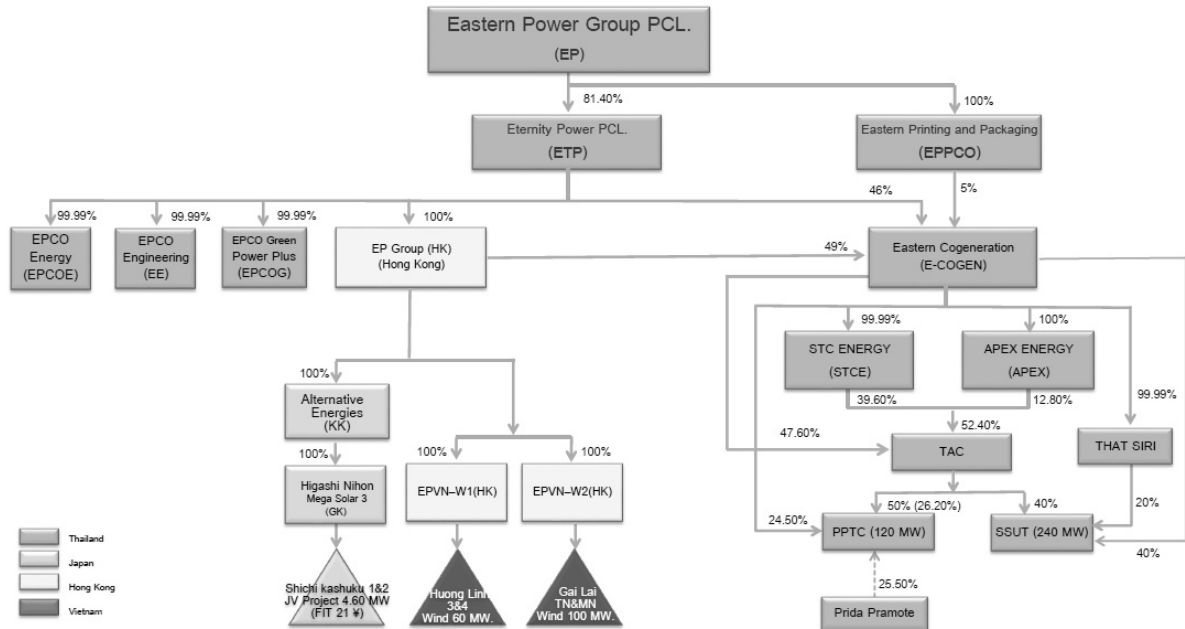 Eastern Power Group PCL.
(EP)
81.40%
100%
Eternity Power PCL.
(ETP)
Eastern Printing and Packaging
(EPPCO)
46%
5%
99.99%
99.99%
99.99%
100%
EPCO
Energy
(EPCOE)
EPCO
Engineering
(EE)
EPCO Green
Power Plus
(EPCOG)
EP Group (HK)
(Hong Kong)
49%
Eastern Cogeneration
(E-COGEN)
99.99%
100%
STC ENERGY
(STCE)
APEX ENERGY
(APEX)
99.99%
100%
Alternative
Energies
(KK)
39.60%
12.80%
47.60%
52.40%
TAC
THAT SIRI
100%
100%
100%
Higashi Nihon
Mega Solar 3
(GK)
EPVN–W1(HK)
EPVN–W2(HK)
50% (26.20%)
40%
20%
24.50%
PPTC (120 MW)
SSUT (240 MW)
40%
Thailand
Japan
Hong Kong
Vietnam
Shichi kashuku 1&2
JV Project 4.60 MW
(FIT 21 ¥)
Huong Linh
3&4
Wind 60 MW.
Gai Lai
TN&MN
Wind 100 MW.
25.50%
Prida Pramote